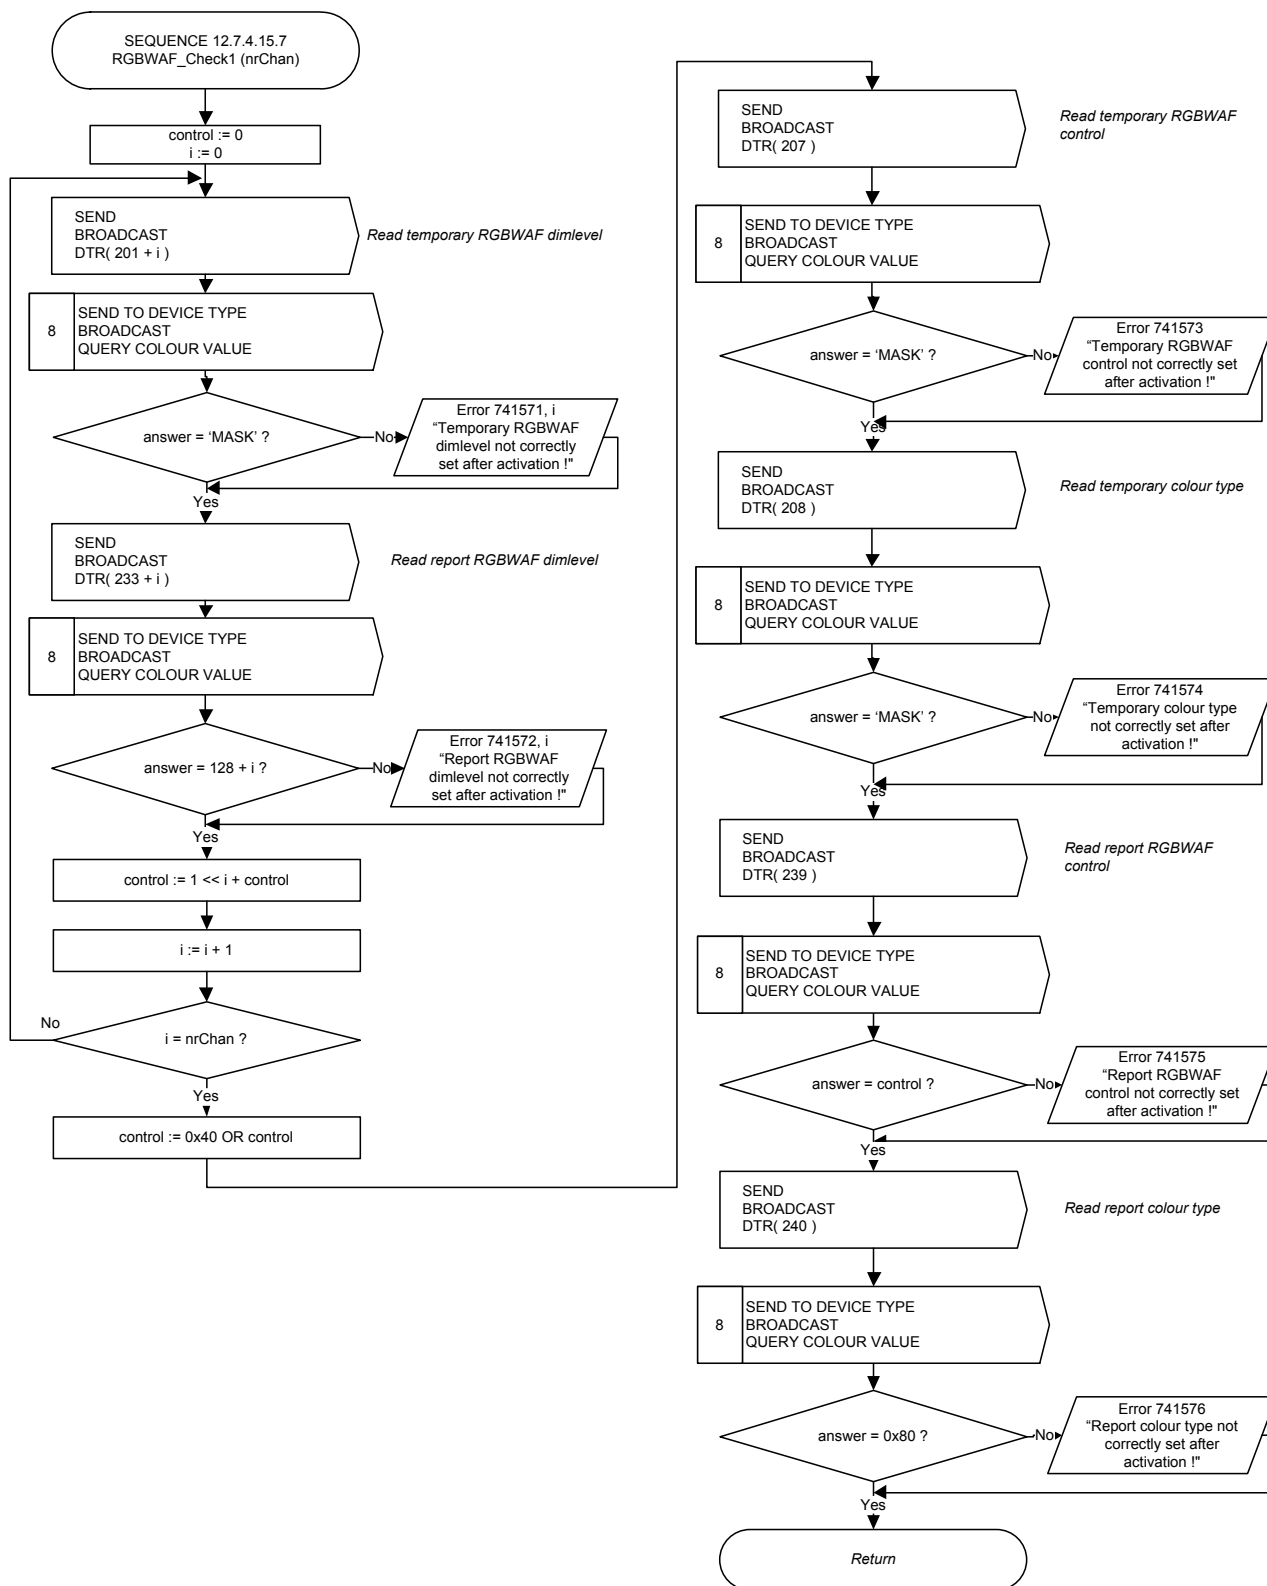 SEQUENCE 12.7.4.15.7
RGBWAF_Check1 (nrChan)
control := 0
i := 0
SEND
BROADCAST
DTR( 201 + i )
Read temporary RGBWAF dimlevel
8
SEND TO DEVICE TYPE
BROADCAST
QUERY COLOUR VALUE
answer = ‘MASK’ ?
No
Error 741571, i
“Temporary RGBWAF
dimlevel not correctly
set after activation !"
Yes
SEND
BROADCAST
DTR( 233 + i )
Read report RGBWAF dimlevel
8
SEND TO DEVICE TYPE
BROADCAST
QUERY COLOUR VALUE
answer = 128 + i ?
No
Error 741572, i
“Report RGBWAF
dimlevel not correctly
set after activation !"
Yes
control := 1 << i + control
i := i + 1
i = nrChan ?
No
Yes
control := 0x40 OR control
SEND
BROADCAST
DTR( 207 )
Read temporary RGBWAF
control
8
SEND TO DEVICE TYPE
BROADCAST
QUERY COLOUR VALUE
answer = ‘MASK’ ?
No
Error 741573
“Temporary RGBWAF
control not correctly set
after activation !"
Yes
SEND
BROADCAST
DTR( 208 )
Read temporary colour type
8
SEND TO DEVICE TYPE
BROADCAST
QUERY COLOUR VALUE
answer = ‘MASK’ ?
No
Error 741574
“Temporary colour type
not correctly set after
activation !"
Yes
SEND
BROADCAST
DTR( 239 )
Read report RGBWAF
control
8
SEND TO DEVICE TYPE
BROADCAST
QUERY COLOUR VALUE
answer = control ?
No
Error 741575
“Report RGBWAF
control not correctly set
after activation !"
Yes
SEND
BROADCAST
DTR( 240 )
Read report colour type
8
SEND TO DEVICE TYPE
BROADCAST
QUERY COLOUR VALUE
answer = 0x80 ?
No
Error 741576
“Report colour type not
correctly set after
activation !"
Yes
Return